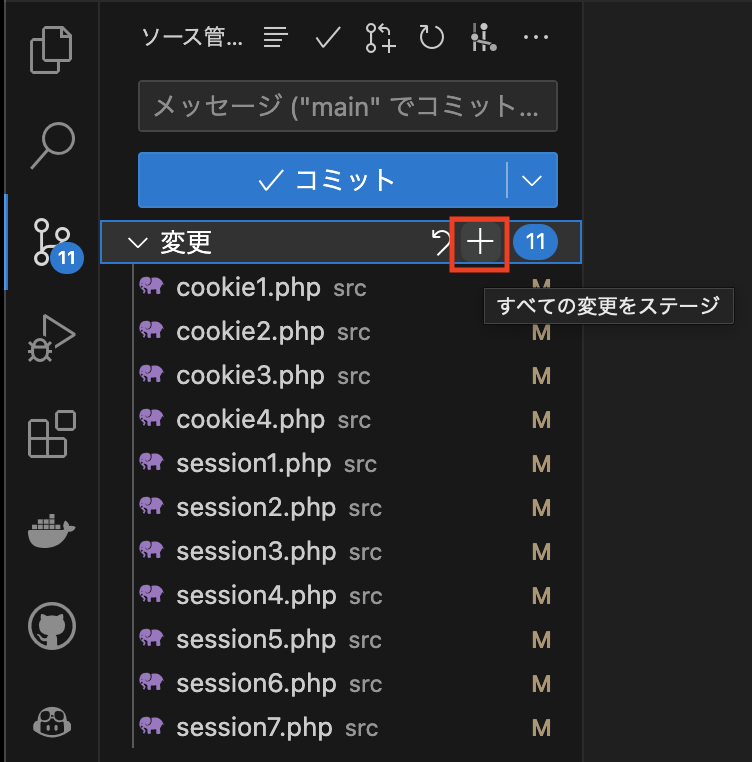 ソース管...
メッセージ ("main" でコミット...
コミット
11
変更 11
cookie1.php src M
すべての変更をステージ
cookie2.php src M
cookie3.php src M
cookie4.php src M
session1.php src M
session2.php src M
session3.php src M
session4.php src M
session5.php src M
session6.php src M
session7.php src M